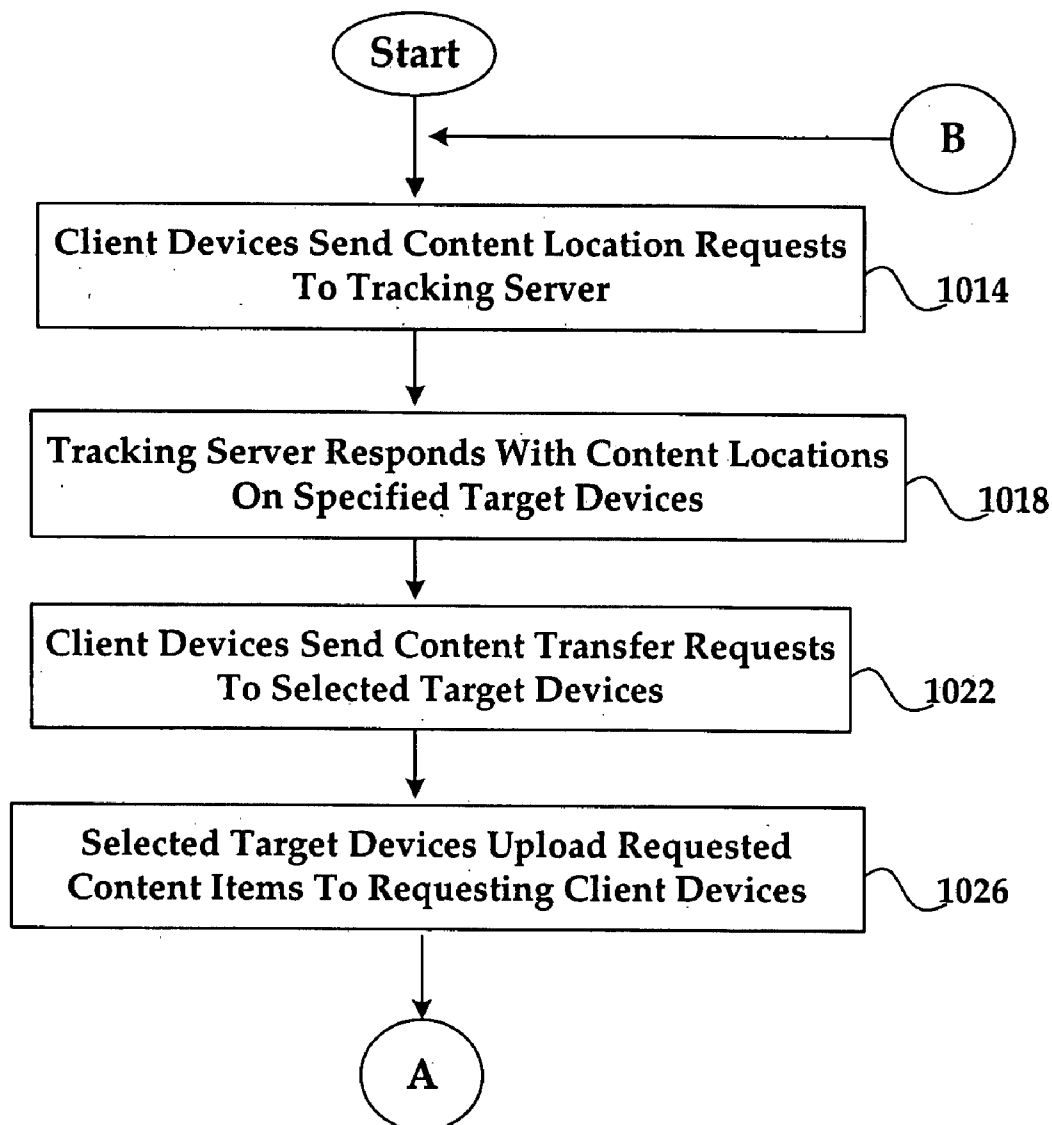 Start
B
Client Devices Send Content Location Requests
To Tracking Server
1014
Tracking Server Responds With Content Locations
On Specified Target Devices
1018
Client Devices Send Content Transfer Requests
To Selected Target Devices
1022
Selected Target Devices Upload Requested
Content Items To Requesting Client Devices
1026
A